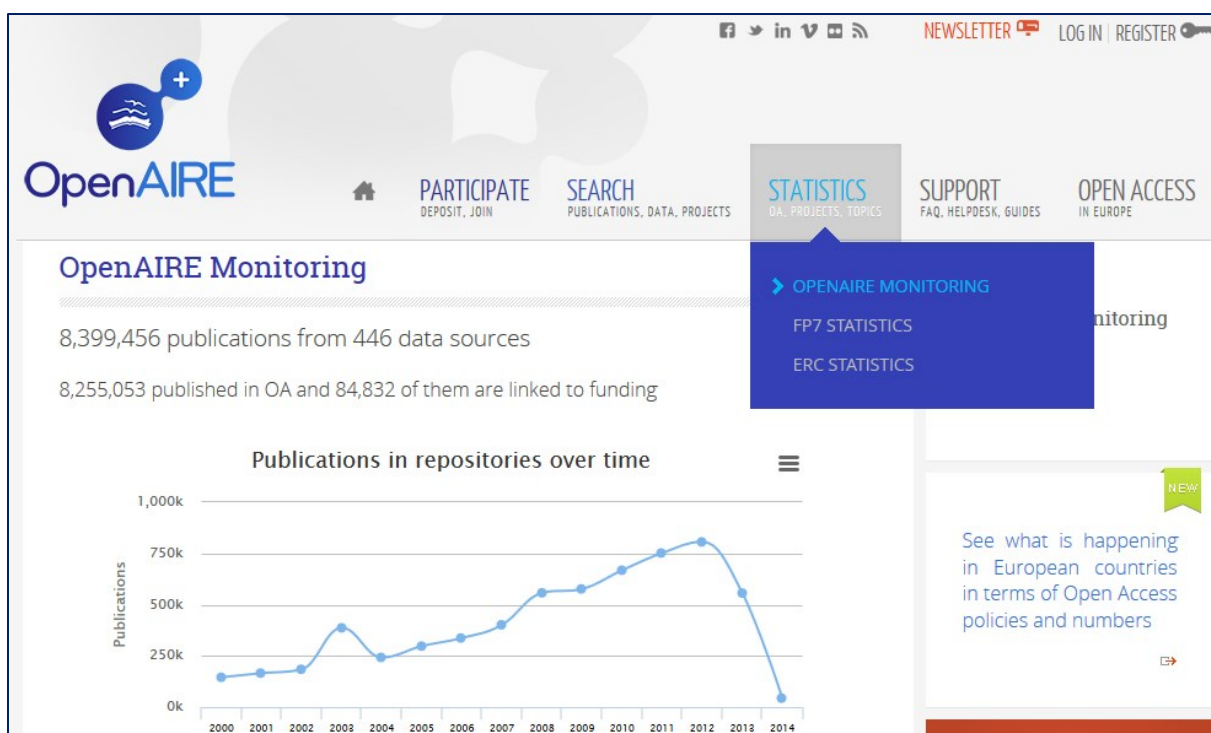 NEWSLETTER LOG IN | REGISTER
OpenAIRE
PARTICIPATE
DEPOSIT, JOIN
SEARCH
PUBLICATIONS, DATA, PROJECTS
STATISTICS
OA, PROJECTS, TOPICS
SUPPORT
FAQ, HELPDESK, GUIDES
OPEN ACCESS
IN EUROPE
OPENAIRE MONITORING
FP7 STATISTICS
ERC STATISTICS
nitoring
OpenAIRE Monitoring
8,399,456 publications from 446 data sources
8,255,053 published in OA and 84,832 of them are linked to funding
Publications in repositories over time
1,000k
750k
500k
250k
0k
Publications
2000 2001 2002 2003 2004 2005 2006 2007 2008 2009 2010 2011 2012 2013 2014
NEW
See what is happening
in European countries
in terms of Open Access
policies and numbers